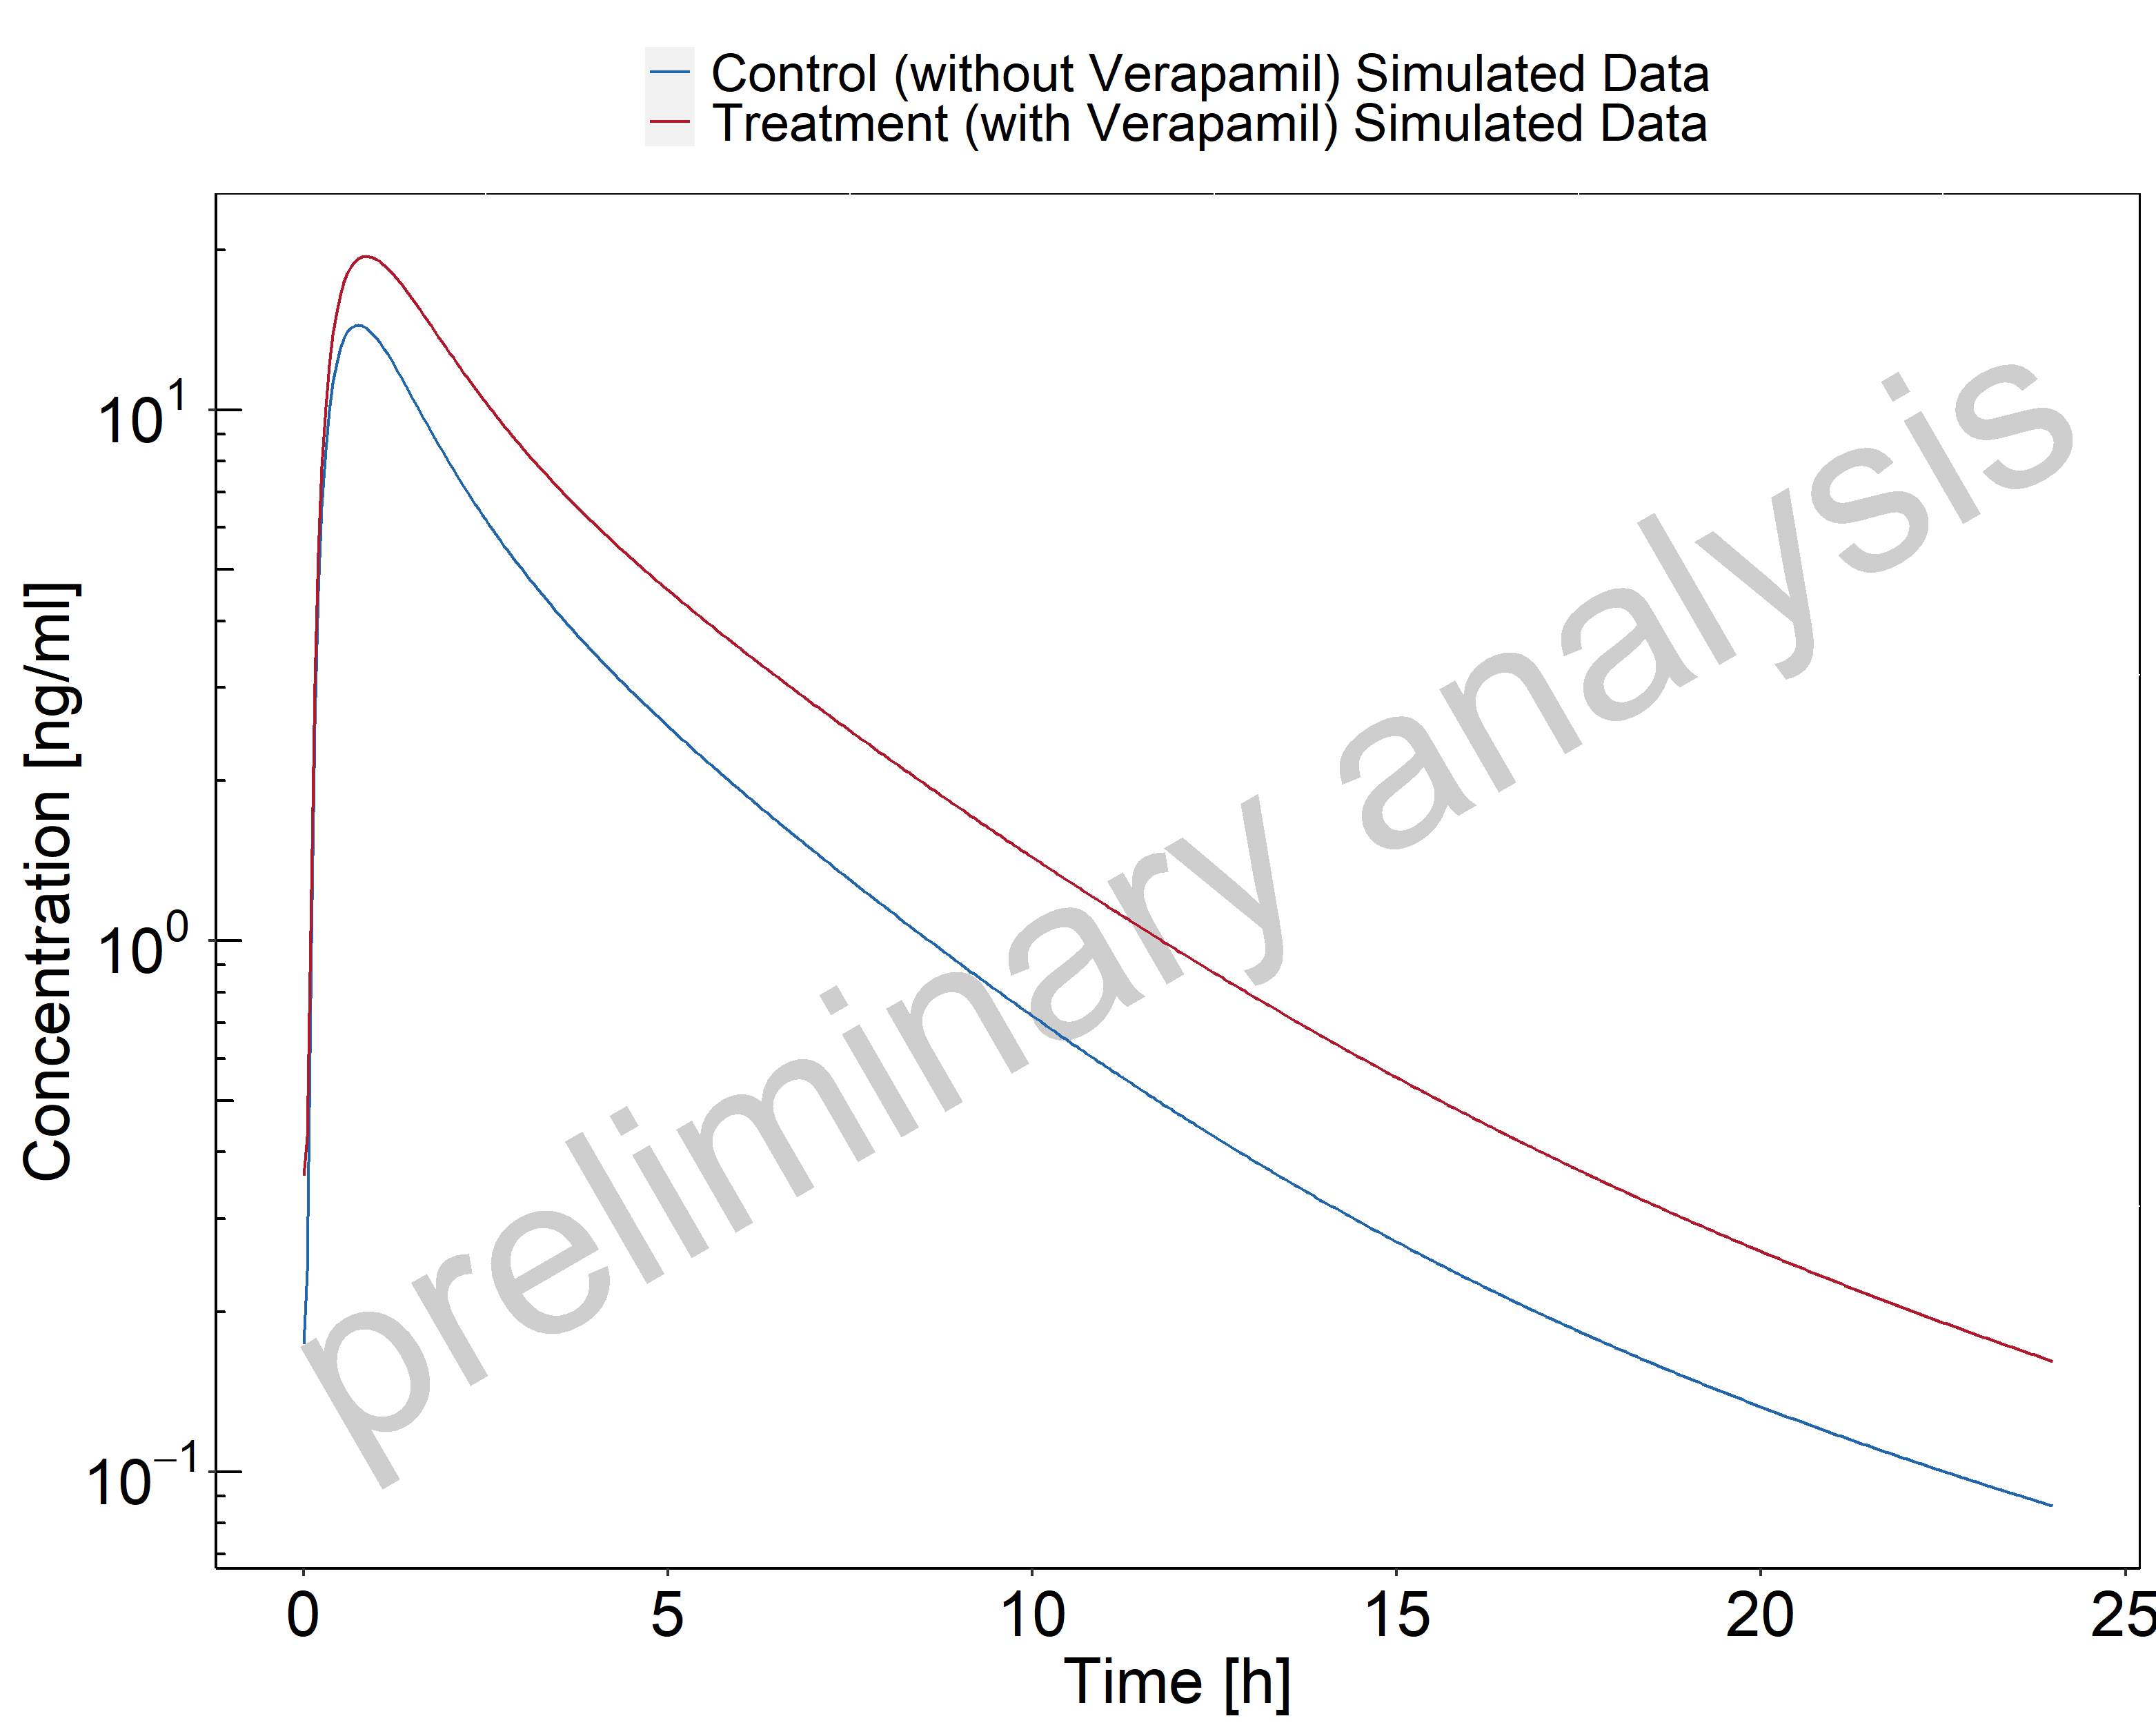 Control (without Verapamil) Simulated Data
Treatment (with Verapamil) Simulated Data
Concentration [ng/ml]
10^1
10^0
10^−1
preliminary analysis
0 5 10 15 20 25
Time [h]